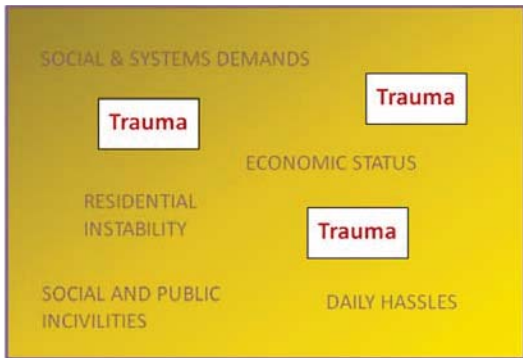 SOCIAL & SYSTEMS DEMANDS
Trauma
Trauma
ECONOMIC STATUS
RESIDENTIAL
INSTABILITY
Trauma
SOCIAL AND PUBLIC
INCIVILITIES
DAILY HASSLES